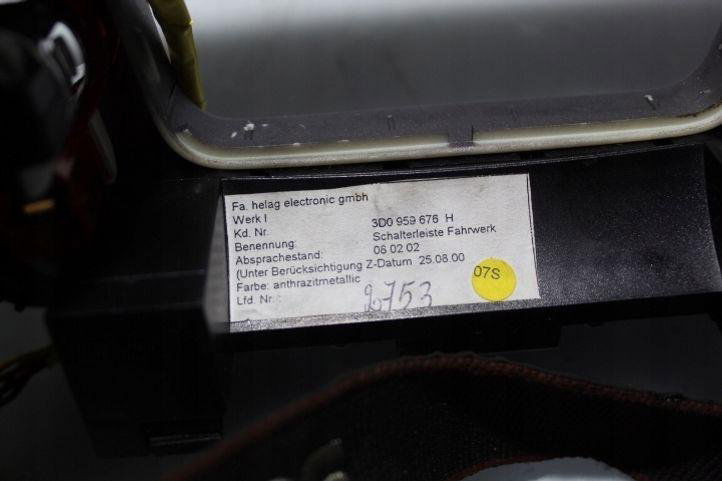 Fa. helag electronic gmbh
Werk I
Kd. Nr. 3D0 959 676 H
Benennung: Schalterleiste Fahrwerk
Absprachestand: 06.02.02
(Unter Berücksichtigung Z-Datum 25.08.00
Farbe: anthrazitmetallic
07S
Lfd. Nr. : 2753